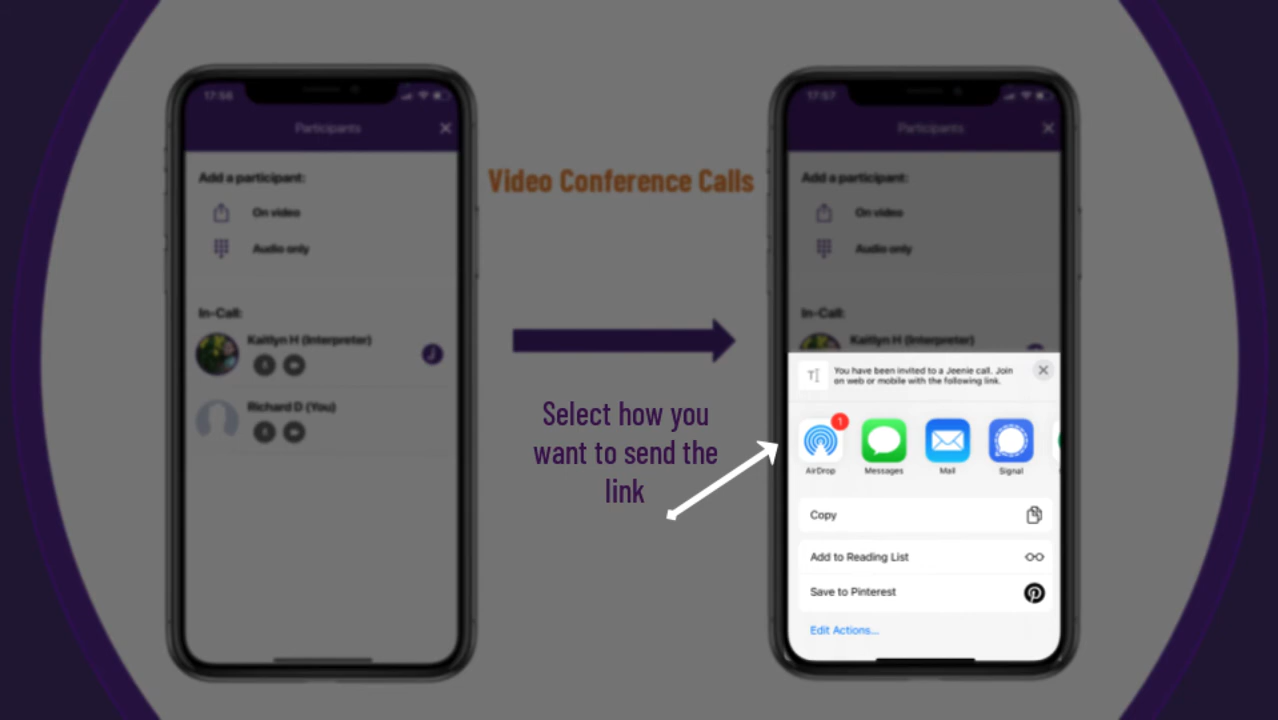 17:56
Participants
Add a participant:
On video
Audio only
In-Call:
Kaitlyn H (Interpreter)
Richard D (You)
Video Conference Calls
Select how you
want to send the
link
17:57
Participants
Add a participant:
On video
Audio only
In-Call:
Kaitlyn H (Interpreter)
You have been invited to a Jeenie call. Join
on web or mobile with the following link.
1
AirDrop
Messages
Mail
Signal
Copy
Add to Reading List
Save to Pinterest
Edit Actions...